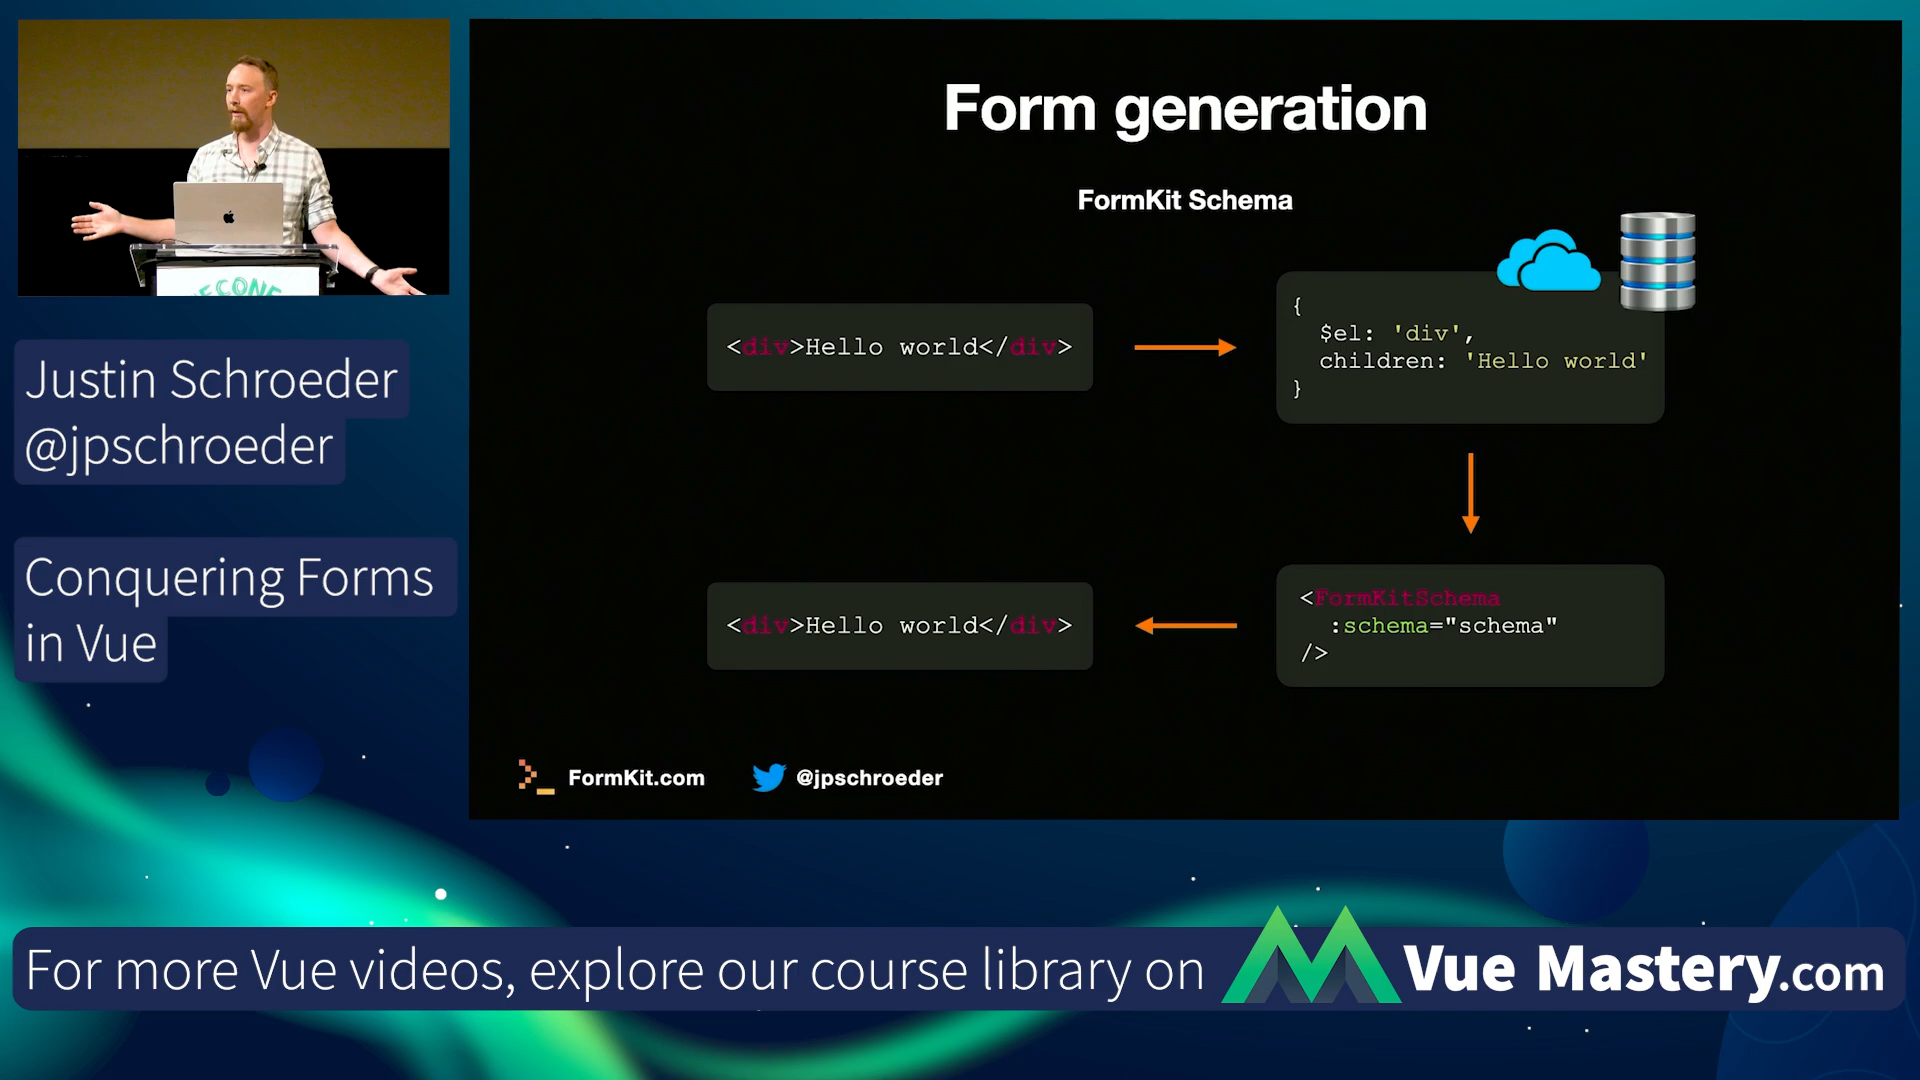 Form generation
FormKit Schema
<div>Hello world</div>
{
$el: 'div',
children: 'Hello world'
}
<FormKitSchema
:schema="schema"
/>
<div>Hello world</div>
FormKit.com
@jpschroeder
Justin Schroeder
@jpschroeder
Conquering Forms
in Vue
For more Vue videos, explore our course library on
Vue Mastery.com